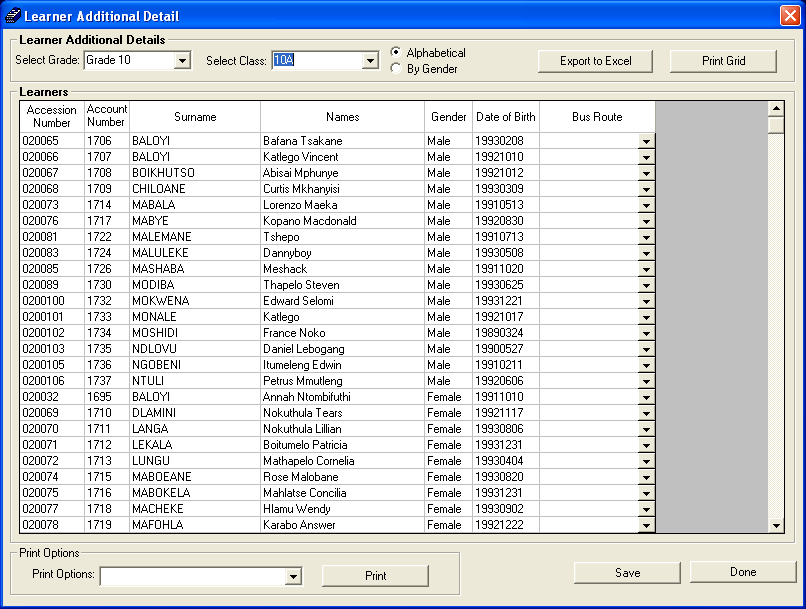 Learner Additional Detail
Learner Additional Details
Select Grade: Grade 10 Select Class: 10A Alphabetical By Gender Export to Excel Print Grid
Learners
Accession Number Account Number Surname Names Gender Date of Birth Bus Route
020065 1706 BALOYI Bafana Tsakane Male 19930208
020066 1707 BALOYI Katlego Vincent Male 19921010
020067 1708 BOIKHUTSO Abisai Mphunye Male 19921012
020068 1709 CHILOANE Curtis Mkhanyisi Male 19930309
020073 1714 MABALA Lorenzo Maeka Male 19910513
020076 1717 MABYE Kopano Macdonald Male 19920830
020081 1722 MALEMANE Tshepo Male 19910713
020083 1724 MALULEKE Dannyboy Male 19930508
020085 1726 MASHABA Meshack Male 19911020
020089 1730 MODIBA Thapelo Steven Male 19930625
0200100 1732 MOKWENA Edward Selomi Male 19931221
0200101 1733 MONALE Katlego Male 19921017
0200102 1734 MOSHIDI France Noko Male 19890324
0200103 1735 NDLOVU Daniel Lebogang Male 19900527
0200105 1736 NGOBENI Itumeleng Edwin Male 19910211
0200106 1737 NTULI Petrus Mmutleng Male 19920606
020032 1695 BALOYI Annah Ntombifuthi Female 19911010
020069 1710 DLAMINI Nokuthula Tears Female 19921117
020070 1711 LANGA Nokuthula Lillian Female 19930806
020071 1712 LEKALA Boitumelo Patricia Female 19931231
020072 1713 LUNGU Mathapelo Cornelia Female 19930404
020074 1715 MABOEANE Rose Malobane Female 19930820
020075 1716 MABOKELA Mahlatse Concilia Female 19931231
020077 1718 MACHEKE Hlamu Wendy Female 19930902
020078 1719 MAFOHLA Karabo Answer Female 19921222
Print Options
Print Options: Print Save Done